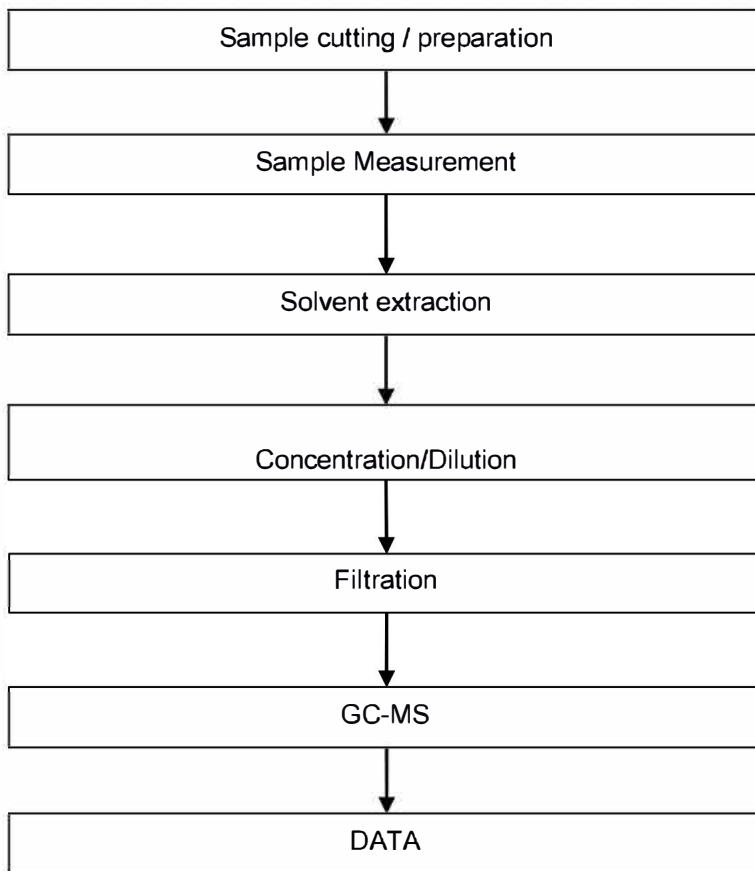 Sample cutting / preparation
Sample Measurement
Solvent extraction
Concentration/Dilution
Filtration
GC-MS
DATA